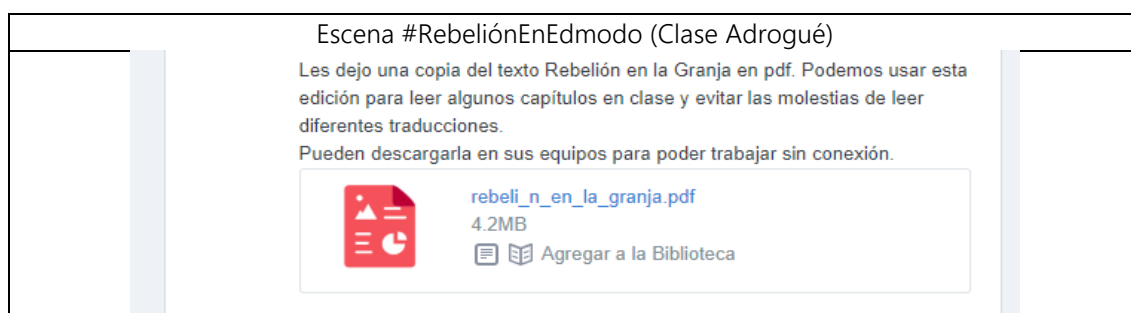 Escena #RebeliónEnEdmodo (Clase Adrogué)
Les dejo una copia del texto Rebelión en la Granja en pdf. Podemos usar esta
edición para leer algunos capítulos en clase y evitar las molestias de leer
diferentes traducciones.
Pueden descargarla en sus equipos para poder trabajar sin conexión.
rebeli_n_en_la_granja.pdf
4.2MB
Agregar a la Biblioteca